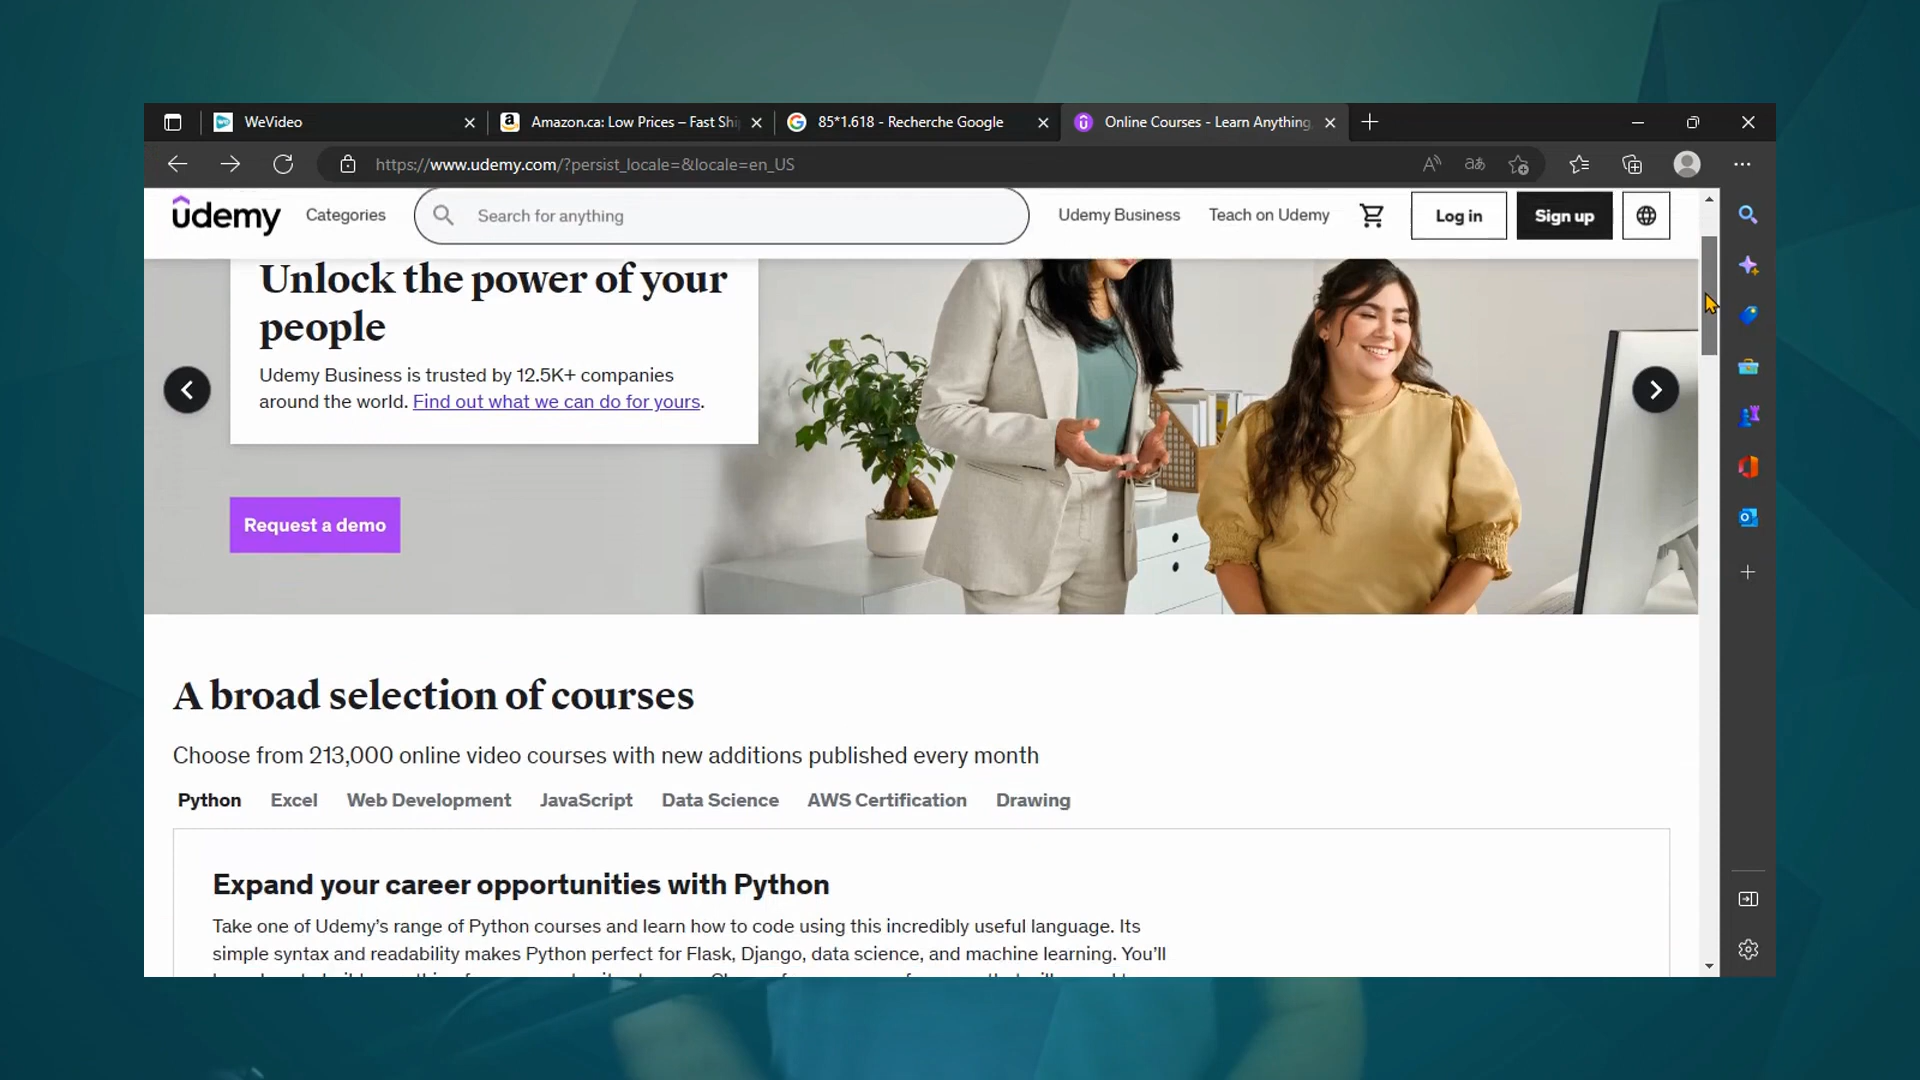 WeVideo
Amazon.ca: Low Prices – Fast Shi
85*1.618 - Recherche Google
Online Courses - Learn Anything,
https://www.udemy.com/?persist_locale=&locale=en_US
udemy
Categories
Search for anything
Udemy Business
Teach on Udemy
Log in
Sign up
Unlock the power of your
people
Udemy Business is trusted by 12.5K+ companies
around the world. Find out what we can do for yours.
Request a demo
A broad selection of courses
Choose from 213,000 online video courses with new additions published every month
Python Excel Web Development JavaScript Data Science AWS Certification Drawing
Expand your career opportunities with Python
Take one of Udemy’s range of Python courses and learn how to code using this incredibly useful language. Its
simple syntax and readability makes Python perfect for Flask, Django, data science, and machine learning. You’ll